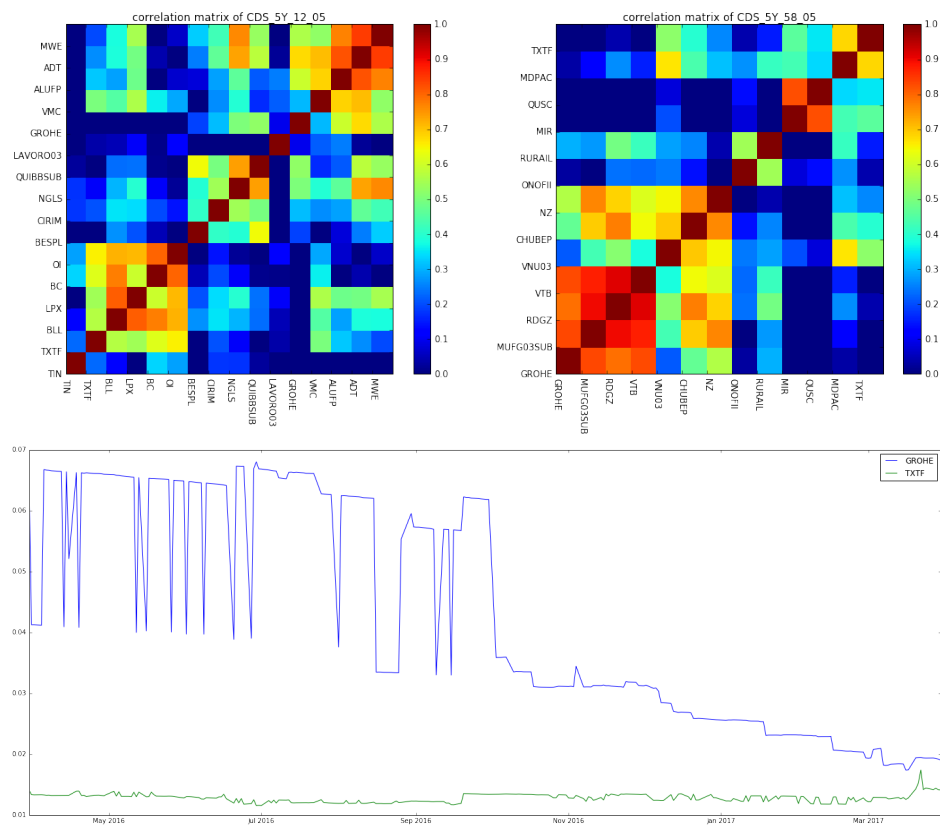 correlation matrix of CDS_5Y_12_05
MWE
ADT
ALUFP
VMC
GROHE
LAVORO03
QUIBBSUB
NGLS
CIRIM
BESPL
OI
BC
LPX
BLL
TXTF
TIN
TIN
TXTF
BLL
LPX
BC
OI
BESPL
CIRIM
NGLS
QUIBBSUB
LAVORO03
GROHE
VMC
ALUFP
ADT
MWE
1.0
0.9
0.8
0.7
0.6
0.5
0.4
0.3
0.2
0.1
0.0
correlation matrix of CDS_5Y_58_05
TXTF
MDPAC
QUSC
MIR
RURAIL
ONOFII
NZ
CHUBEP
VNU03
VTB
RDGZ
MUFG03SUB
GROHE
GROHE
MUFG03SUB
RDGZ
VTB
VNU03
CHUBEP
NZ
ONOFII
RURAIL
MIR
QUSC
MDPAC
TXTF
1.0
0.9
0.8
0.7
0.6
0.5
0.4
0.3
0.2
0.1
0.0
0.07
0.06
0.05
0.04
0.03
0.02
0.01
GROHE
TXTF
May 2016
Jul 2016
Sep 2016
Nov 2016
Jan 2017
Mar 2017